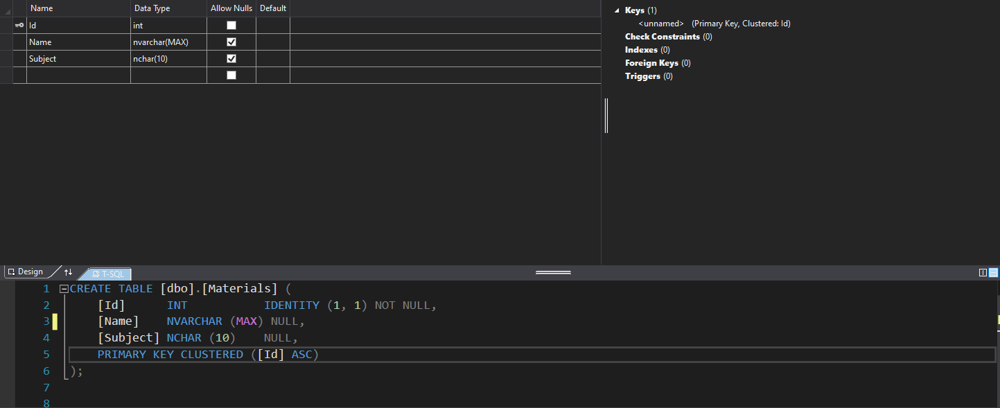 Name Data Type Allow Nulls Default
Id int
Name nvarchar(MAX)
Subject nchar(10)
Keys (1)
<unnamed> (Primary Key, Clustered: Id)
Check Constraints (0)
Indexes (0)
Foreign Keys (0)
Triggers (0)
Design T-SQL
1 CREATE TABLE [dbo].[Materials] (
2 [Id] INT IDENTITY (1, 1) NOT NULL,
3 [Name] NVARCHAR (MAX) NULL,
4 [Subject] NCHAR (10) NULL,
5 PRIMARY KEY CLUSTERED ([Id] ASC)
6 );
7
8